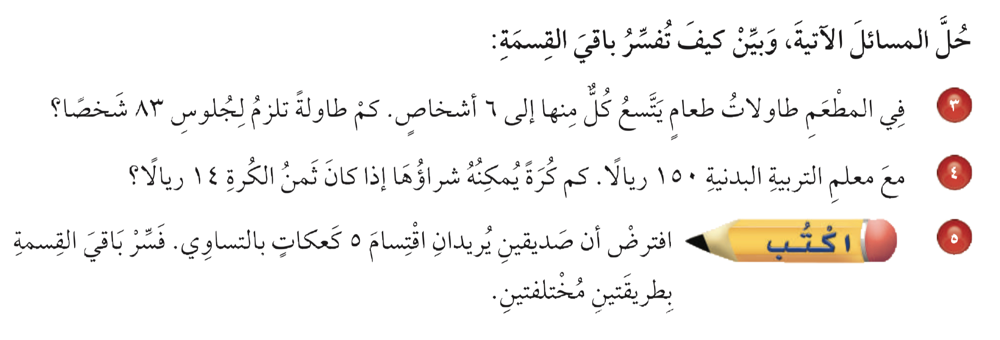 حُلَّ المسائلَ الآتيةَ، وَبيِّنْ كيفَ تُفسِّرُ باقيَ القِسمَةِ:
٣ فِي المطْعَمِ طاولاتُ طعامٍ يَتَّسعُ كُلٌّ مِنها إلى ٦ أشخاصٍ. كمْ طاولةً تلزمُ لِجُلوسِ ٨٣ شَخصًا؟
٤ معَ معلمِ التربيةِ البدنيةِ ١٥٠ ريالًا. كم كُرَةً يُمكِنُهُ شراؤُهَا إذا كانَ ثَمنُ الكُرةِ ١٤ ريالًا؟
٥ اكْتُب افترضْ أن صَديقينِ يُريدانِ اقْتِسامَ ٥ كَعكاتٍ بالتساوِي. فَسِّرْ بَاقيَ القِسمةِ
بِطريقَتينِ مُخْتلفتينِ.